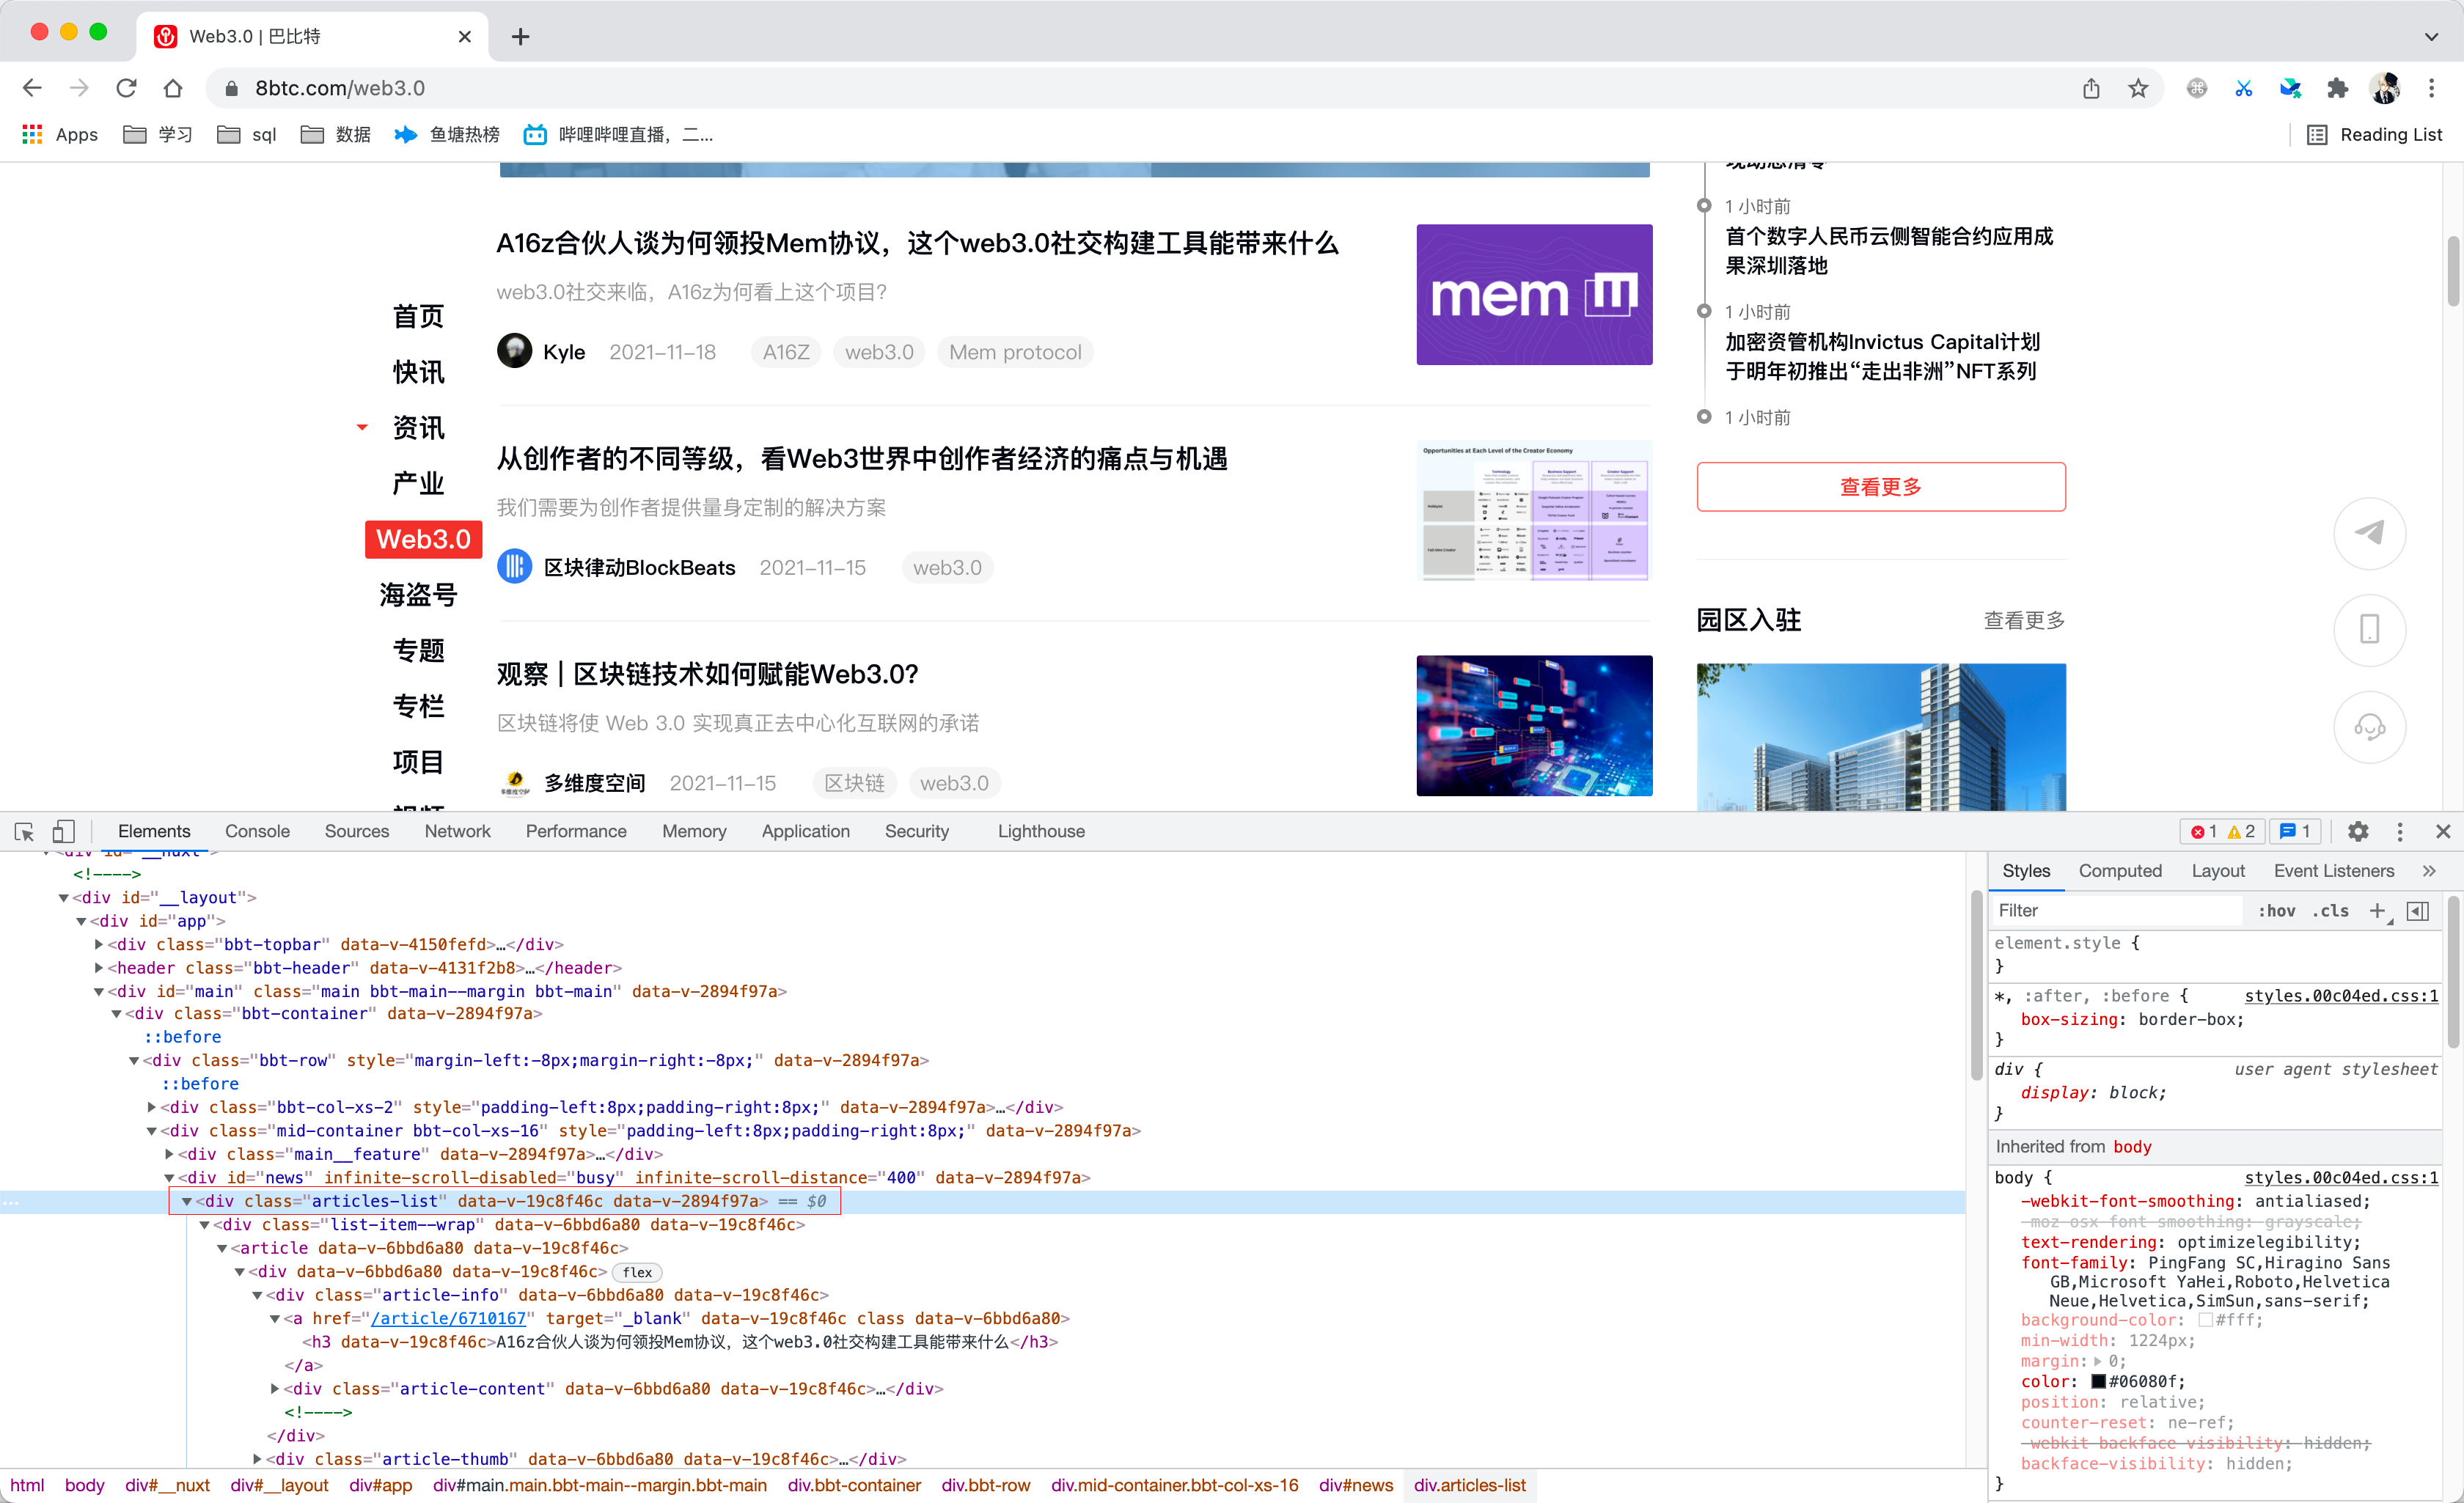 Web3.0 | 巴比特
8btc.com/web3.0
Apps
学习
sql
数据
鱼塘热榜
哔哩哔哩直播，二...
Reading List
首页
快讯
资讯
产业
Web3.0
海盗号
专题
专栏
项目
A16z合伙人谈为何领投Mem协议，这个web3.0社交构建工具能带来什么
web3.0社交来临，A16z为何看上这个项目?
Kyle 2021-11-18 A16Z web3.0 Mem protocol
mem
从创作者的不同等级，看Web3世界中创作者经济的痛点与机遇
我们需要为创作者提供量身定制的解决方案
区块律动BlockBeats 2021-11-15 web3.0
Opportunities at Each Level of the Creator Economy
观察 | 区块链技术如何赋能Web3.0?
区块链将使 Web 3.0 实现真正去中心化互联网的承诺
多维度空间 2021-11-15 区块链 web3.0
1 小时前
首个数字人民币云侧智能合约应用成
果深圳落地
1 小时前
加密资管机构Invictus Capital计划
于明年初推出“走出非洲”NFT系列
1 小时前
查看更多
园区入驻 查看更多
Elements Console Sources Network Performance Memory Application Security Lighthouse
1 2 1
<div id="__nuxt">
<!---->
<div id="__layout">
<div id="app">
<div class="bbt-topbar" data-v-4150fefd>…</div>
<header class="bbt-header" data-v-4131f2b8>…</header>
<div id="main" class="main bbt-main--margin bbt-main" data-v-2894f97a>
<div class="bbt-container" data-v-2894f97a>
::before
<div class="bbt-row" style="margin-left:-8px;margin-right:-8px;" data-v-2894f97a>
::before
<div class="bbt-col-xs-2" style="padding-left:8px;padding-right:8px;" data-v-2894f97a>…</div>
<div class="mid-container bbt-col-xs-16" style="padding-left:8px;padding-right:8px;" data-v-2894f97a>
<div class="main__feature" data-v-2894f97a>…</div>
<div id="news" infinite-scroll-disabled="busy" infinite-scroll-distance="400" data-v-2894f97a>
<div class="articles-list" data-v-19c8f46c data-v-2894f97a> == $0
<div class="list-item--wrap" data-v-6bbd6a80 data-v-19c8f46c>
<article data-v-6bbd6a80 data-v-19c8f46c>
<div data-v-6bbd6a80 data-v-19c8f46c> flex
<div class="article-info" data-v-6bbd6a80 data-v-19c8f46c>
<a href="/article/6710167" target="_blank" data-v-19c8f46c class data-v-6bbd6a80>
<h3 data-v-19c8f46c>A16z合伙人谈为何领投Mem协议，这个web3.0社交构建工具能带来什么</h3>
</a>
<div class="article-content" data-v-6bbd6a80 data-v-19c8f46c>…</div>
<!---->
</div>
<div class="article-thumb" data-v-6bbd6a80 data-v-19c8f46c>…</div>
html body div#__nuxt div#__layout div#app div#main.main.bbt-main--margin.bbt-main div.bbt-container div.bbt-row div.mid-container.bbt-col-xs-16 div#news div.articles-list
Styles Computed Layout Event Listeners
Filter :hov .cls
element.style {
}
*, :after, :before { styles.00c04ed.css:1
box-sizing: border-box;
}
div { user agent stylesheet
display: block;
}
Inherited from body
body { styles.00c04ed.css:1
-webkit-font-smoothing: antialiased;
-moz-osx-font-smoothing: grayscale;
text-rendering: optimizelegibility;
font-family: PingFang SC,Hiragino Sans
GB,Microsoft YaHei,Roboto,Helvetica
Neue,Helvetica,SimSun,sans-serif;
background-color: #fff;
min-width: 1224px;
margin: 0;
color: #06080f;
position: relative;
counter-reset: ne-ref;
-webkit-backface-visibility: hidden;
backface-visibility: hidden;
}